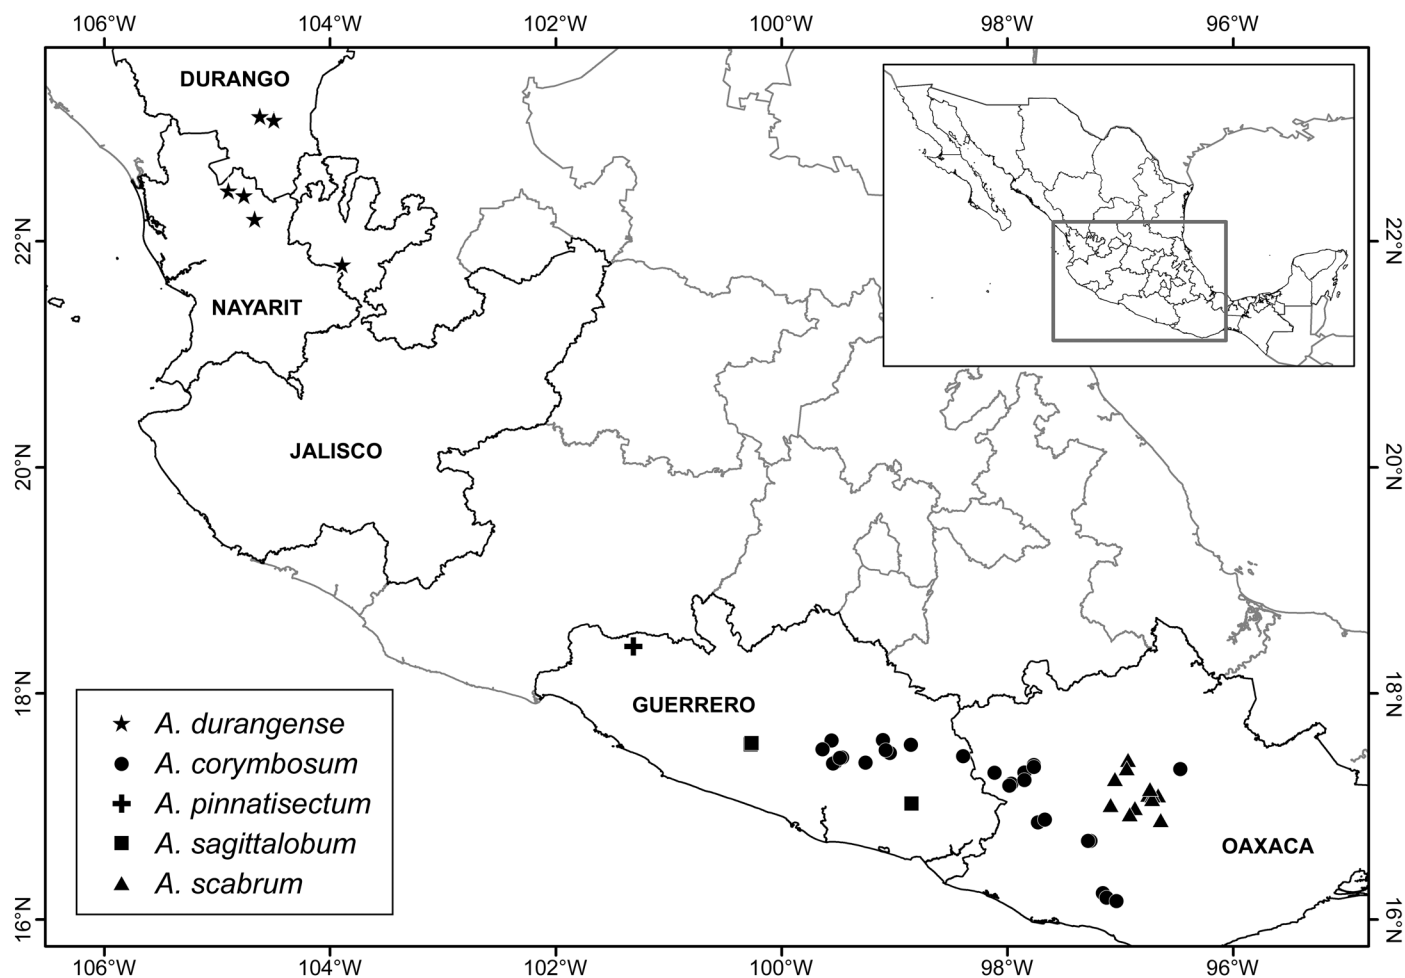 106°W 104°W 102°W 100°W 98°W 96°W
DURANGO
22°N 22°N
NAYARIT
JALISCO
20°N 20°N
18°N 18°N
GUERRERO
A. durangense
A. corymbosum
A. pinnatisectum
A. sagittalobum
OAXACA
A. scabrum
16°N 16°N
106°W 104°W 102°W 100°W 98°W 96°W